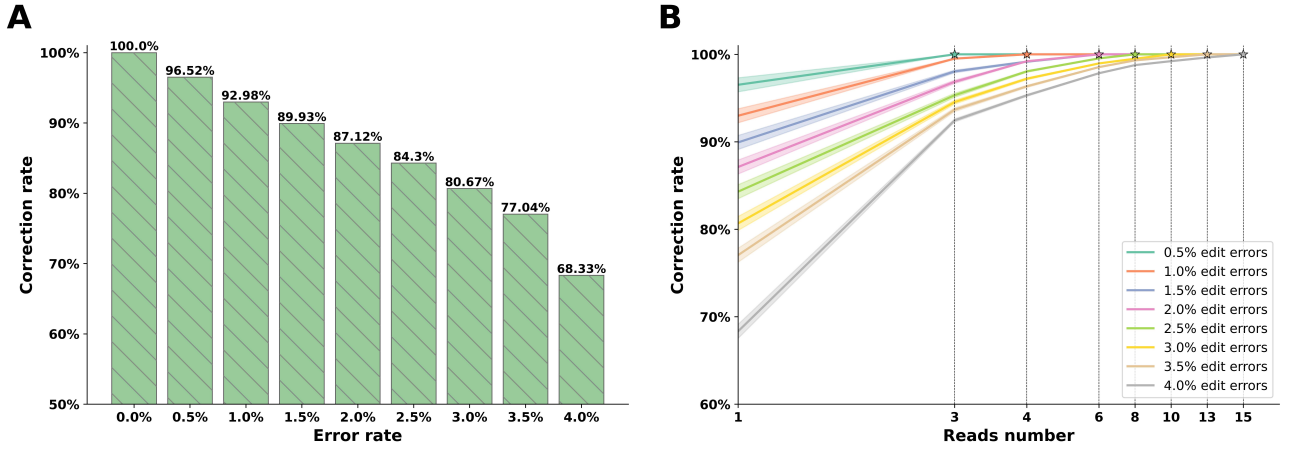 A
100%
90%
80%
70%
60%
50%
Correction rate
100.0%
96.52%
92.98%
89.93%
87.12%
84.3%
80.67%
77.04%
68.33%
0.0% 0.5% 1.0% 1.5% 2.0% 2.5% 3.0% 3.5% 4.0%
Error rate
B
100%
90%
80%
70%
60%
Correction rate
0.5% edit errors
1.0% edit errors
1.5% edit errors
2.0% edit errors
2.5% edit errors
3.0% edit errors
3.5% edit errors
4.0% edit errors
1 3 4 6 8 10 13 15
Reads number